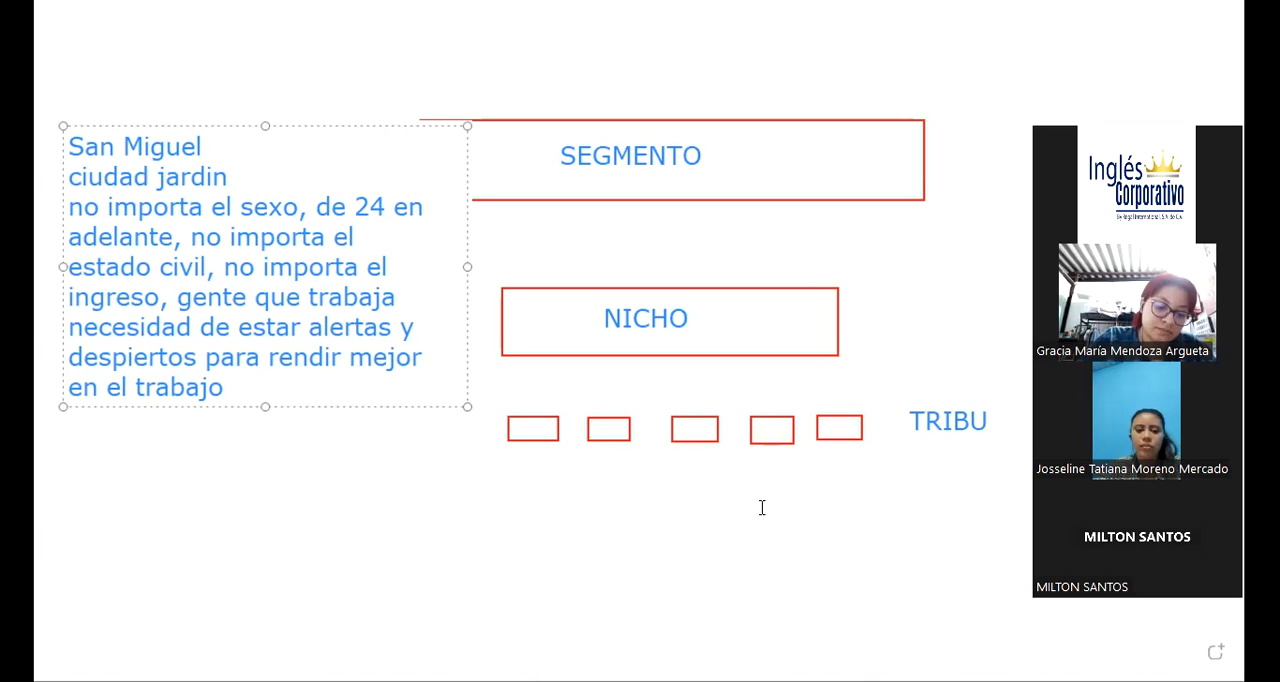 San Miguel
ciudad jardin
no importa el sexo, de 24 en
adelante, no importa el
estado civil, no importa el
ingreso, gente que trabaja
necesidad de estar alertas y
despiertos para rendir mejor
en el trabajo
SEGMENTO
NICHO
TRIBU
Inglés
Corporativo
Gracia María Mendoza Argueta
Josseline Tatiana Moreno Mercado
MILTON SANTOS
MILTON SANTOS